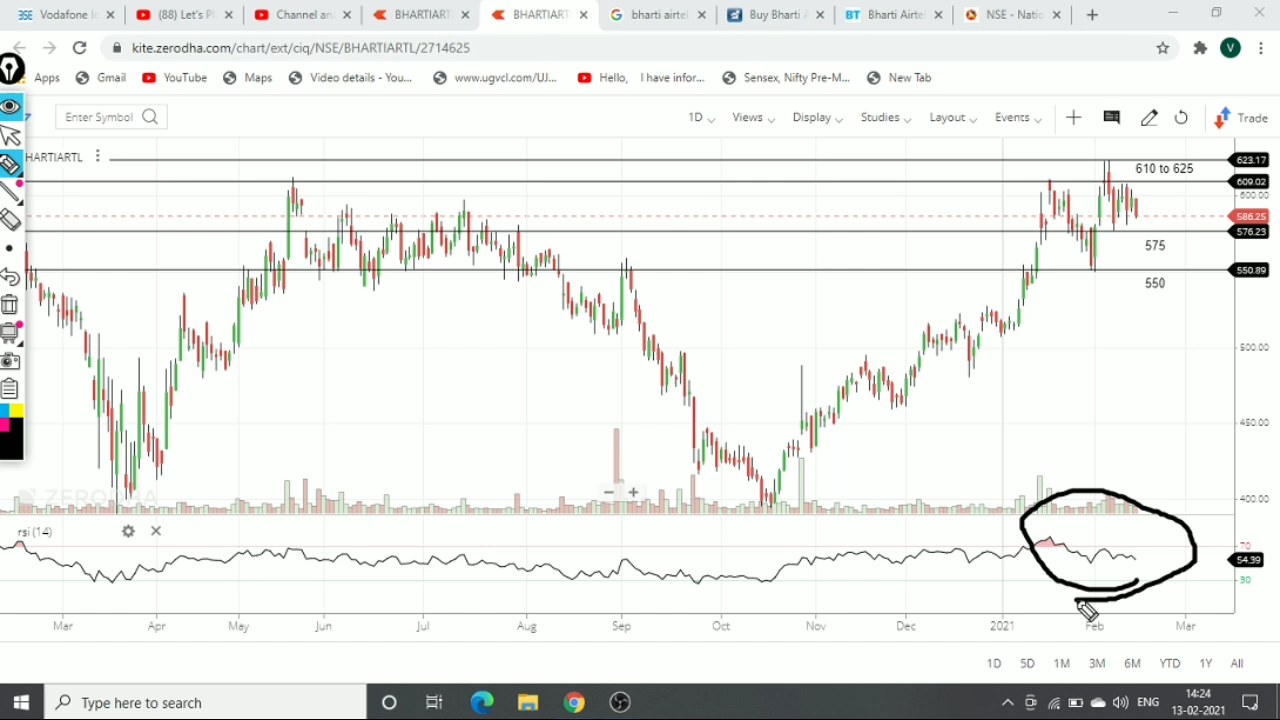 Vodafone Ic
(88) Let's Pl
Channel an
BHARTIART
BHARTIAR
bharti airtel
Buy Bharti A
Bharti Airte
NSE - Natio
kite.zerodha.com/chart/ext/ciq/NSE/BHARTIARTL/2714625
V
Apps
Gmail
YouTube
Maps
Video details - You...
www.ugvcl.com/UJ...
Hello, I have infor...
Sensex, Nifty Pre-M...
New Tab
Enter Symbol
1D
Views
Display
Studies
Layout
Events
Trade
HARTIARTL
623.17
610 to 625
609.02
600.00
586.25
576.23
575
550.89
550
500.00
450.00
400.00
ZERODHA
rsi (14)
70
54.39
30
Mar
Apr
May
Jun
Jul
Aug
Sep
Oct
Nov
Dec
2021
Feb
Mar
1D
5D
1M
3M
6M
YTD
1Y
All
Type here to search
ENG
14:24
13-02-2021